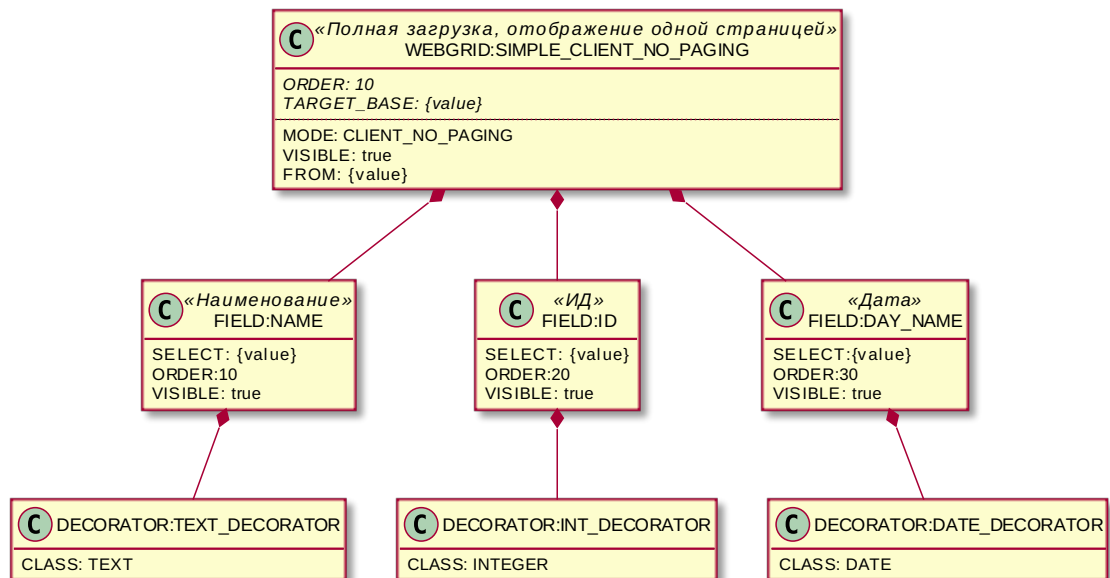 C «Полная загрузка, отображение одной страницей»
WEBGRID:SIMPLE_CLIENT_NO_PAGING
ORDER: 10
TARGET_BASE: {value}
MODE: CLIENT_NO_PAGING
VISIBLE: true
FROM: {value}
C «Наименование»
FIELD:NAME
SELECT: {value}
ORDER:10
VISIBLE: true
C «ИД»
FIELD:ID
SELECT: {value}
ORDER:20
VISIBLE: true
C «Дата»
FIELD:DAY_NAME
SELECT:{value}
ORDER:30
VISIBLE: true
C DECORATOR:TEXT_DECORATOR
CLASS: TEXT
C DECORATOR:INT_DECORATOR
CLASS: INTEGER
C DECORATOR:DATE_DECORATOR
CLASS: DATE